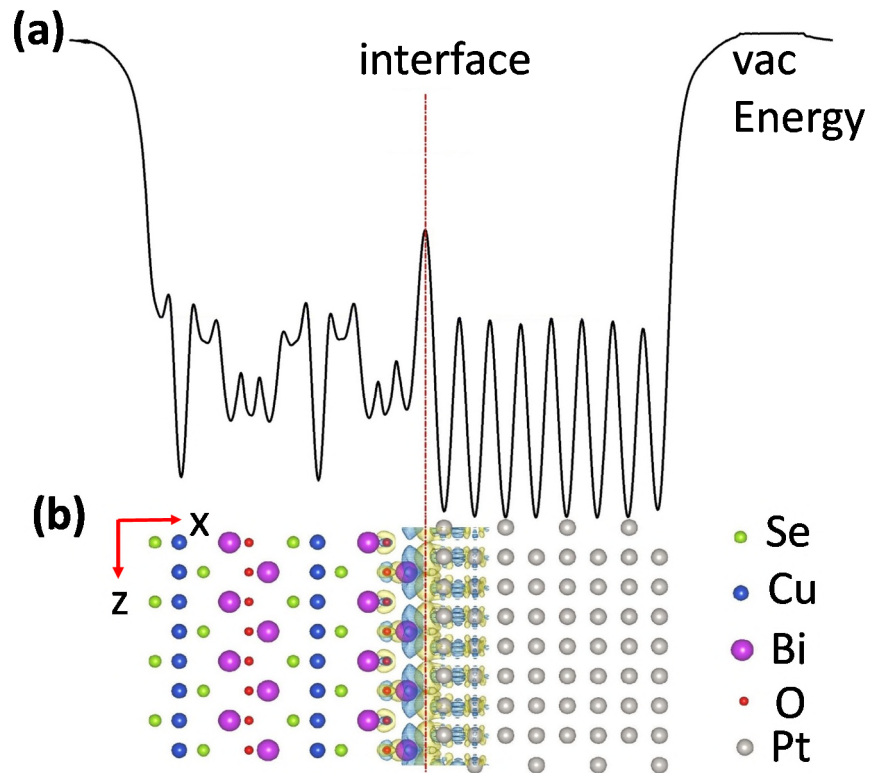 (a)
interface
vac
Energy
(b)
x
z
Se
Cu
Bi
O
Pt